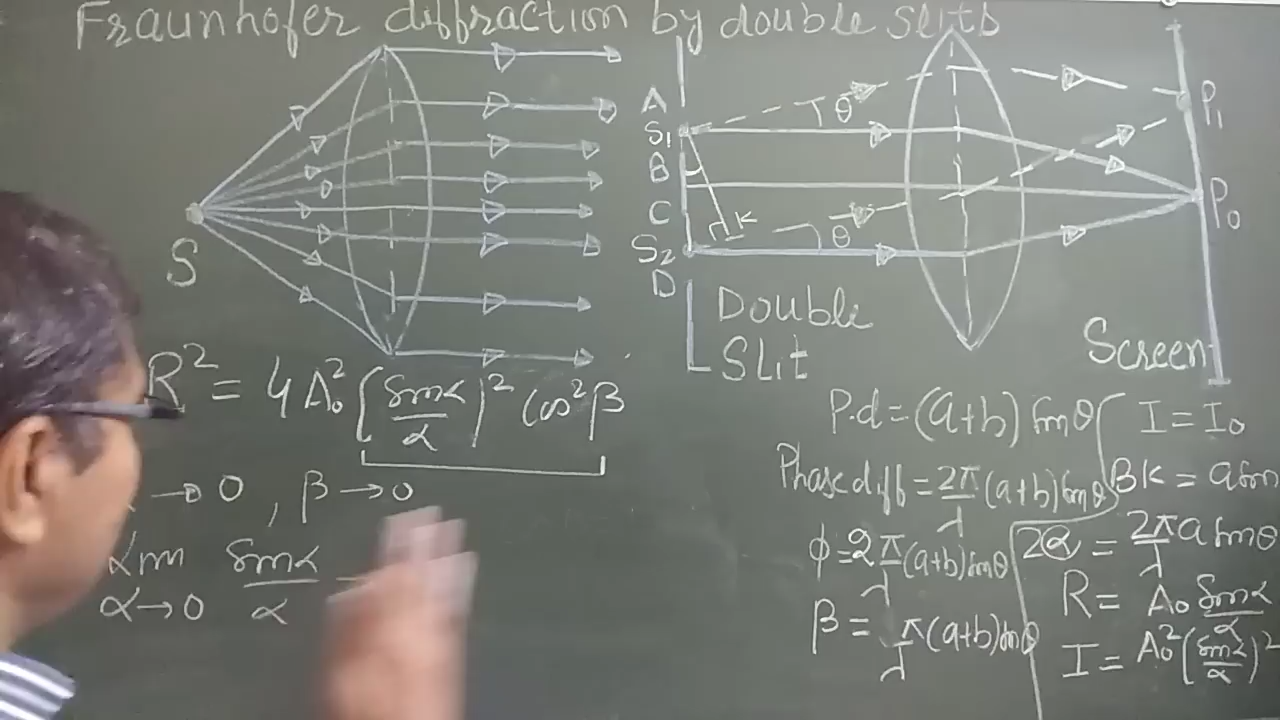 Fraunhofer diffraction by double slits
S
A
S₁
B
C
S₂
D
θ
θ
K
P₁
P₀
Double
Slit
Screen
R² = 4A₀² [(sinα/α)² cos²β
→ 0 , β → 0
Lim sinα/α
α → 0
P.d = (a+b) sinθ
Phase diff = 2π/λ (a+b) sinθ
ϕ = 2π/λ (a+b) sinθ
β = π/λ (a+b) sinθ
I = I₀
BK = a sin
2α = 2π/λ a sinθ
R = A₀ sinα/α
I = A₀² (sinα/α)²